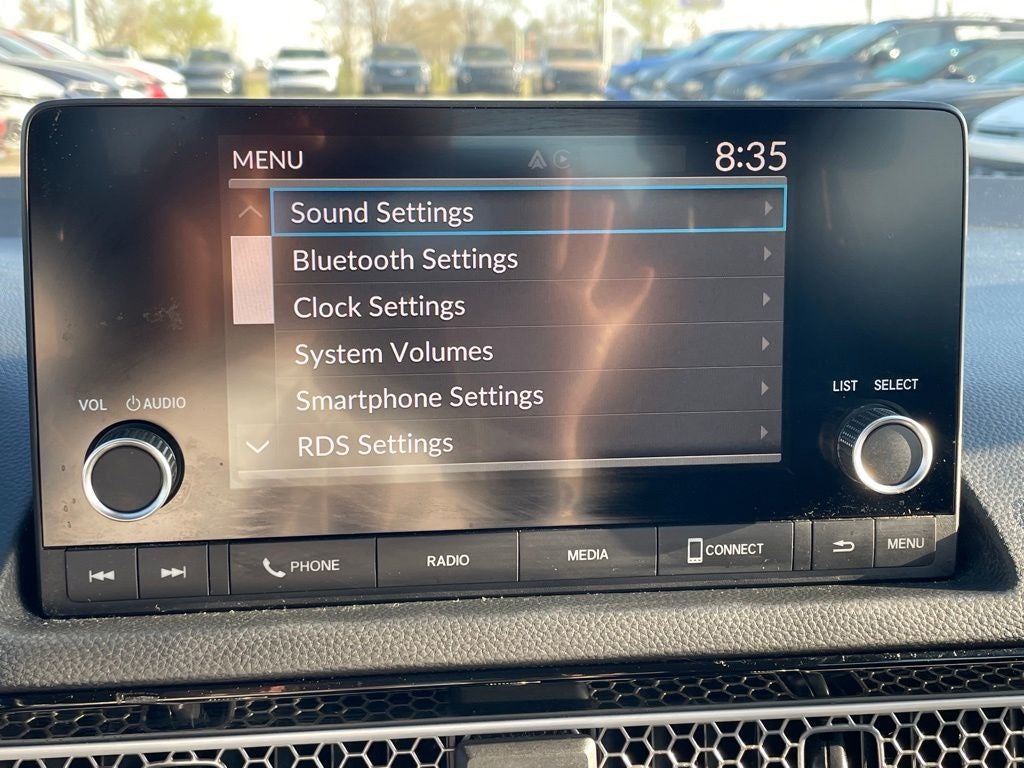 MENU 8:35
Sound Settings
Bluetooth Settings
Clock Settings
System Volumes
Smartphone Settings
RDS Settings
VOL AUDIO
LIST SELECT
PHONE RADIO MEDIA CONNECT MENU